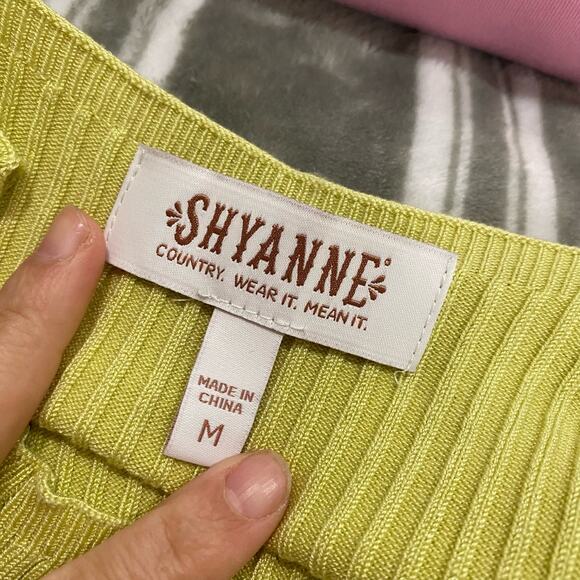 SHYANNE®
COUNTRY. WEAR IT. MEAN IT.
MADE IN
CHINA
M